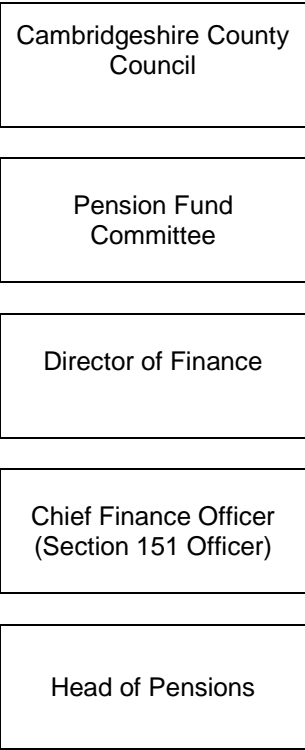 Cambridgeshire County
Council
Pension Fund
Committee
Director of Finance
Chief Finance Officer
(Section 151 Officer)
Head of Pensions